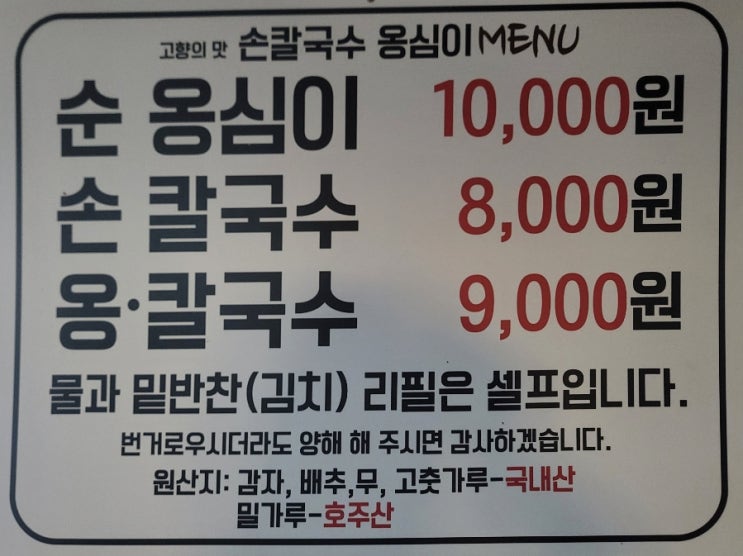 고향의 맛 손칼국수 옹심이MENU
순 옹심이 10,000원
손 칼국수 8,000원
옹·칼국수 9,000원
물과 밑반찬(김치) 리필은 셀프입니다.
번거로우시더라도 양해 해 주시면 감사하겠습니다.
원산지: 감자, 배추,무, 고춧가루-국내산
밀가루-호주산